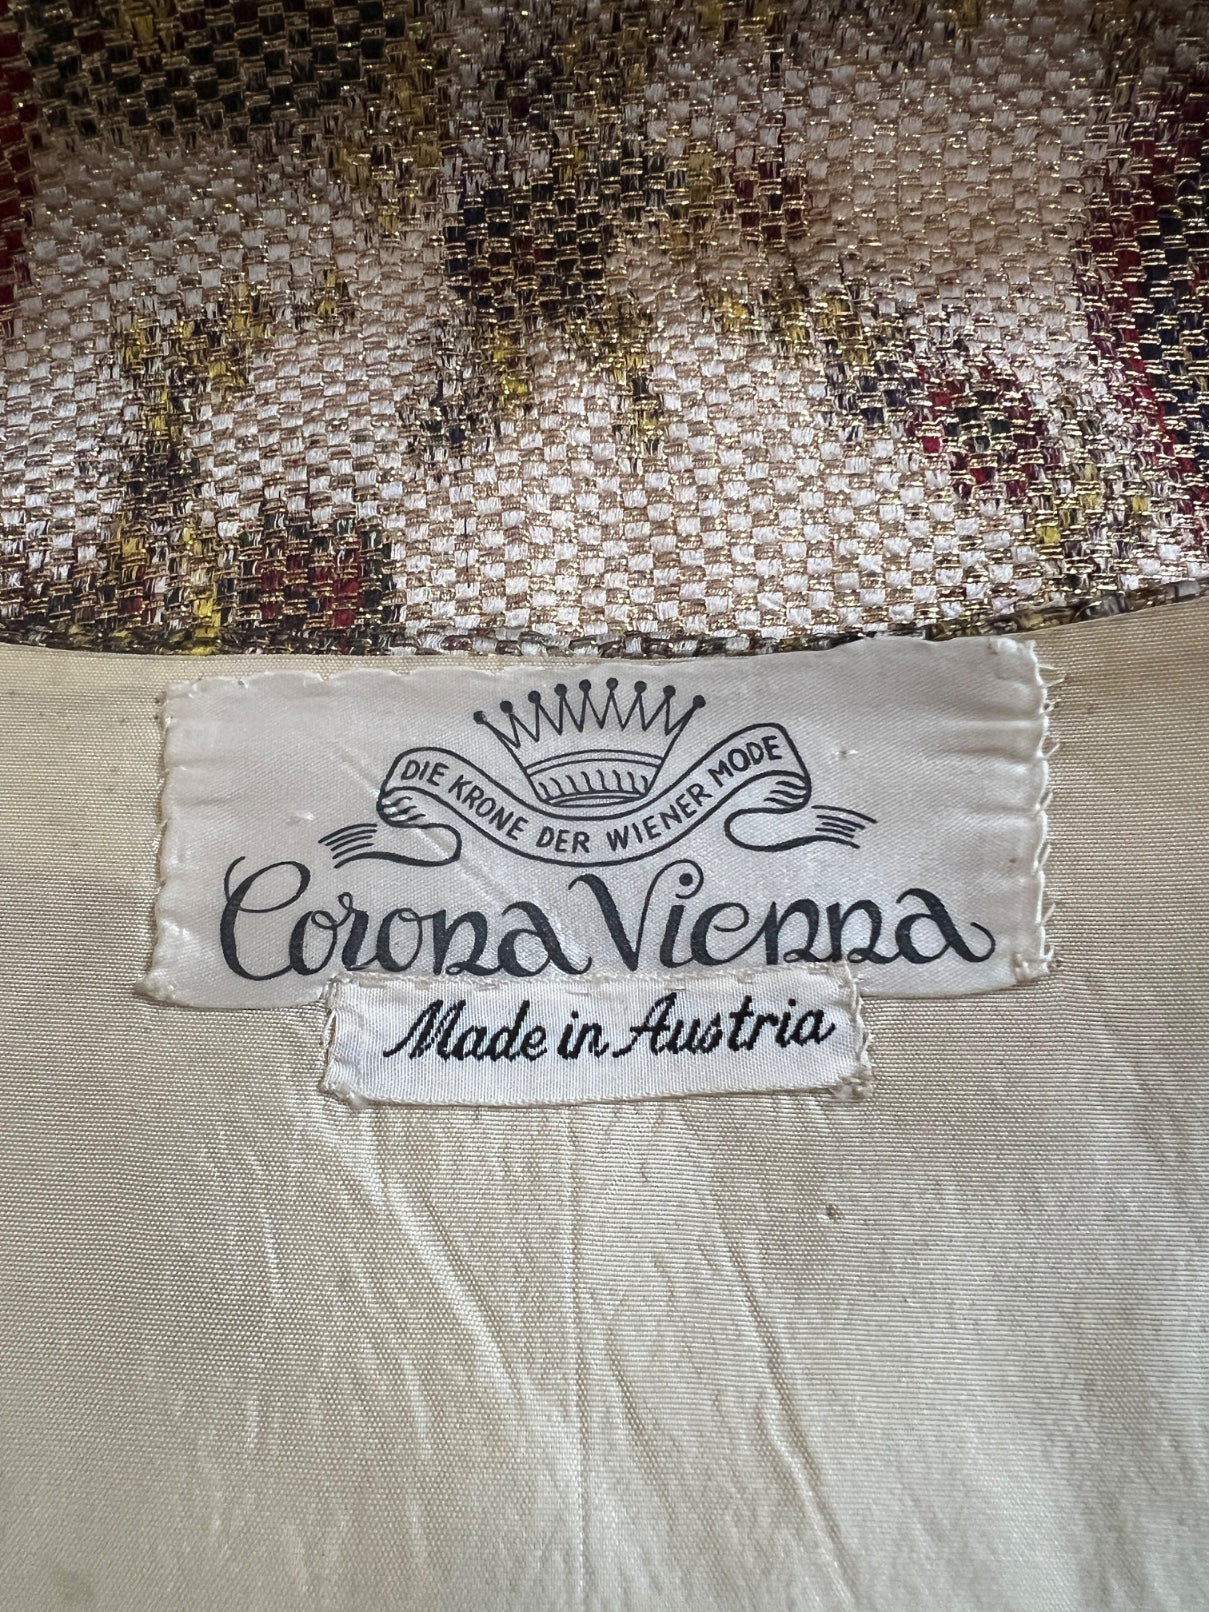 DIE KRONE DER WIENER MODE
Corona Vienna
Made in Austria